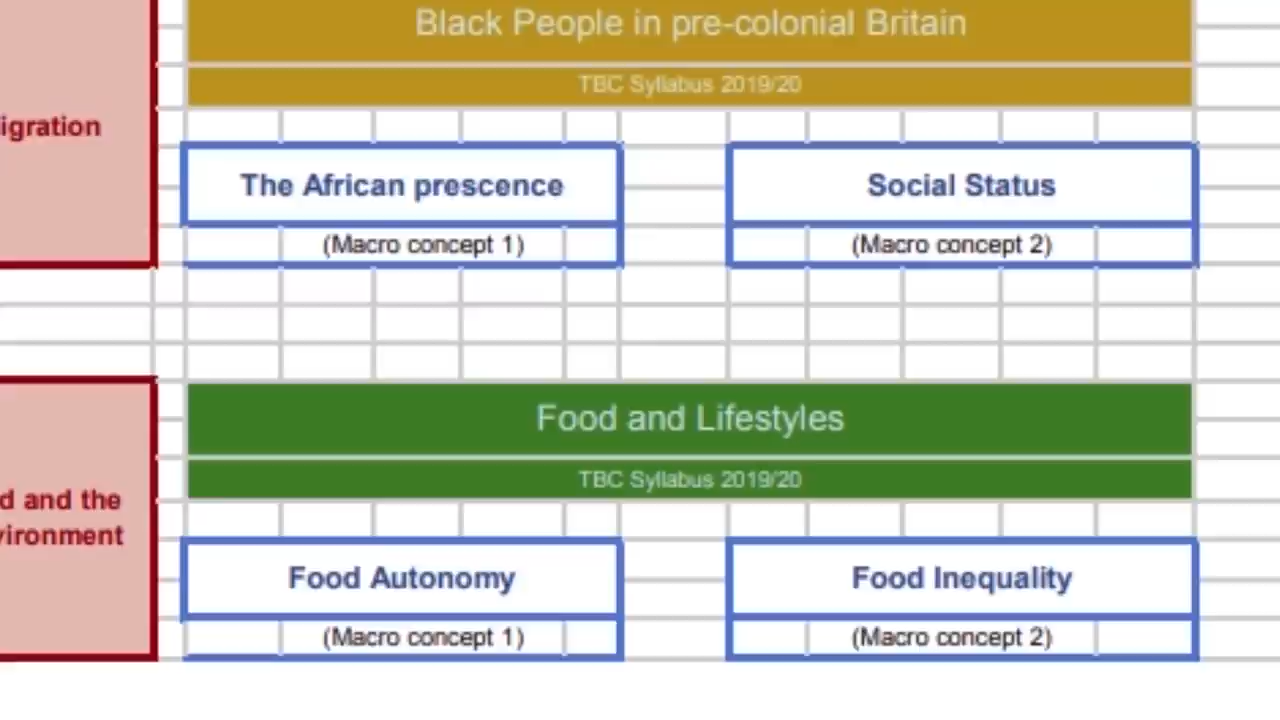 Black People in pre-colonial Britain
TBC Syllabus 2019/20
igration
The African prescence
Social Status
(Macro concept 1)
(Macro concept 2)
Food and Lifestyles
TBC Syllabus 2019/20
d and the
vironment
Food Autonomy
Food Inequality
(Macro concept 1)
(Macro concept 2)